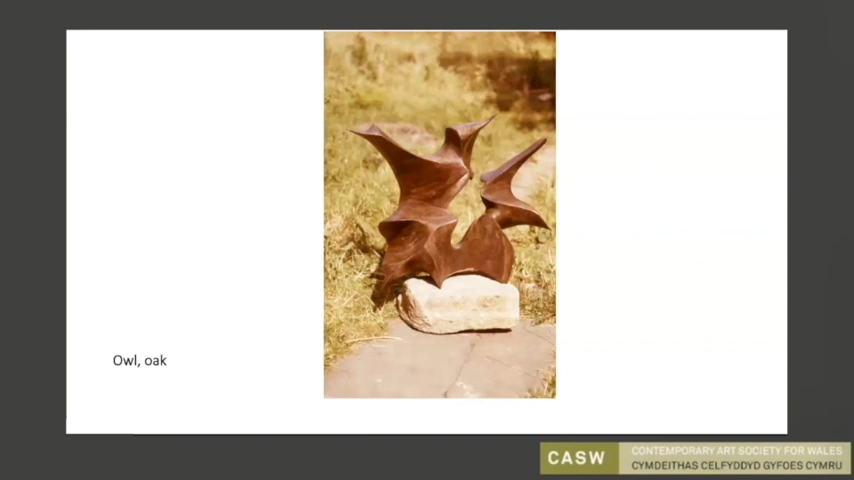 Owl, oak
CASW
CONTEMPORARY ART SOCIETY FOR WALES
CYMDEITHAS CELFYDDYD GYFOES CYMRU